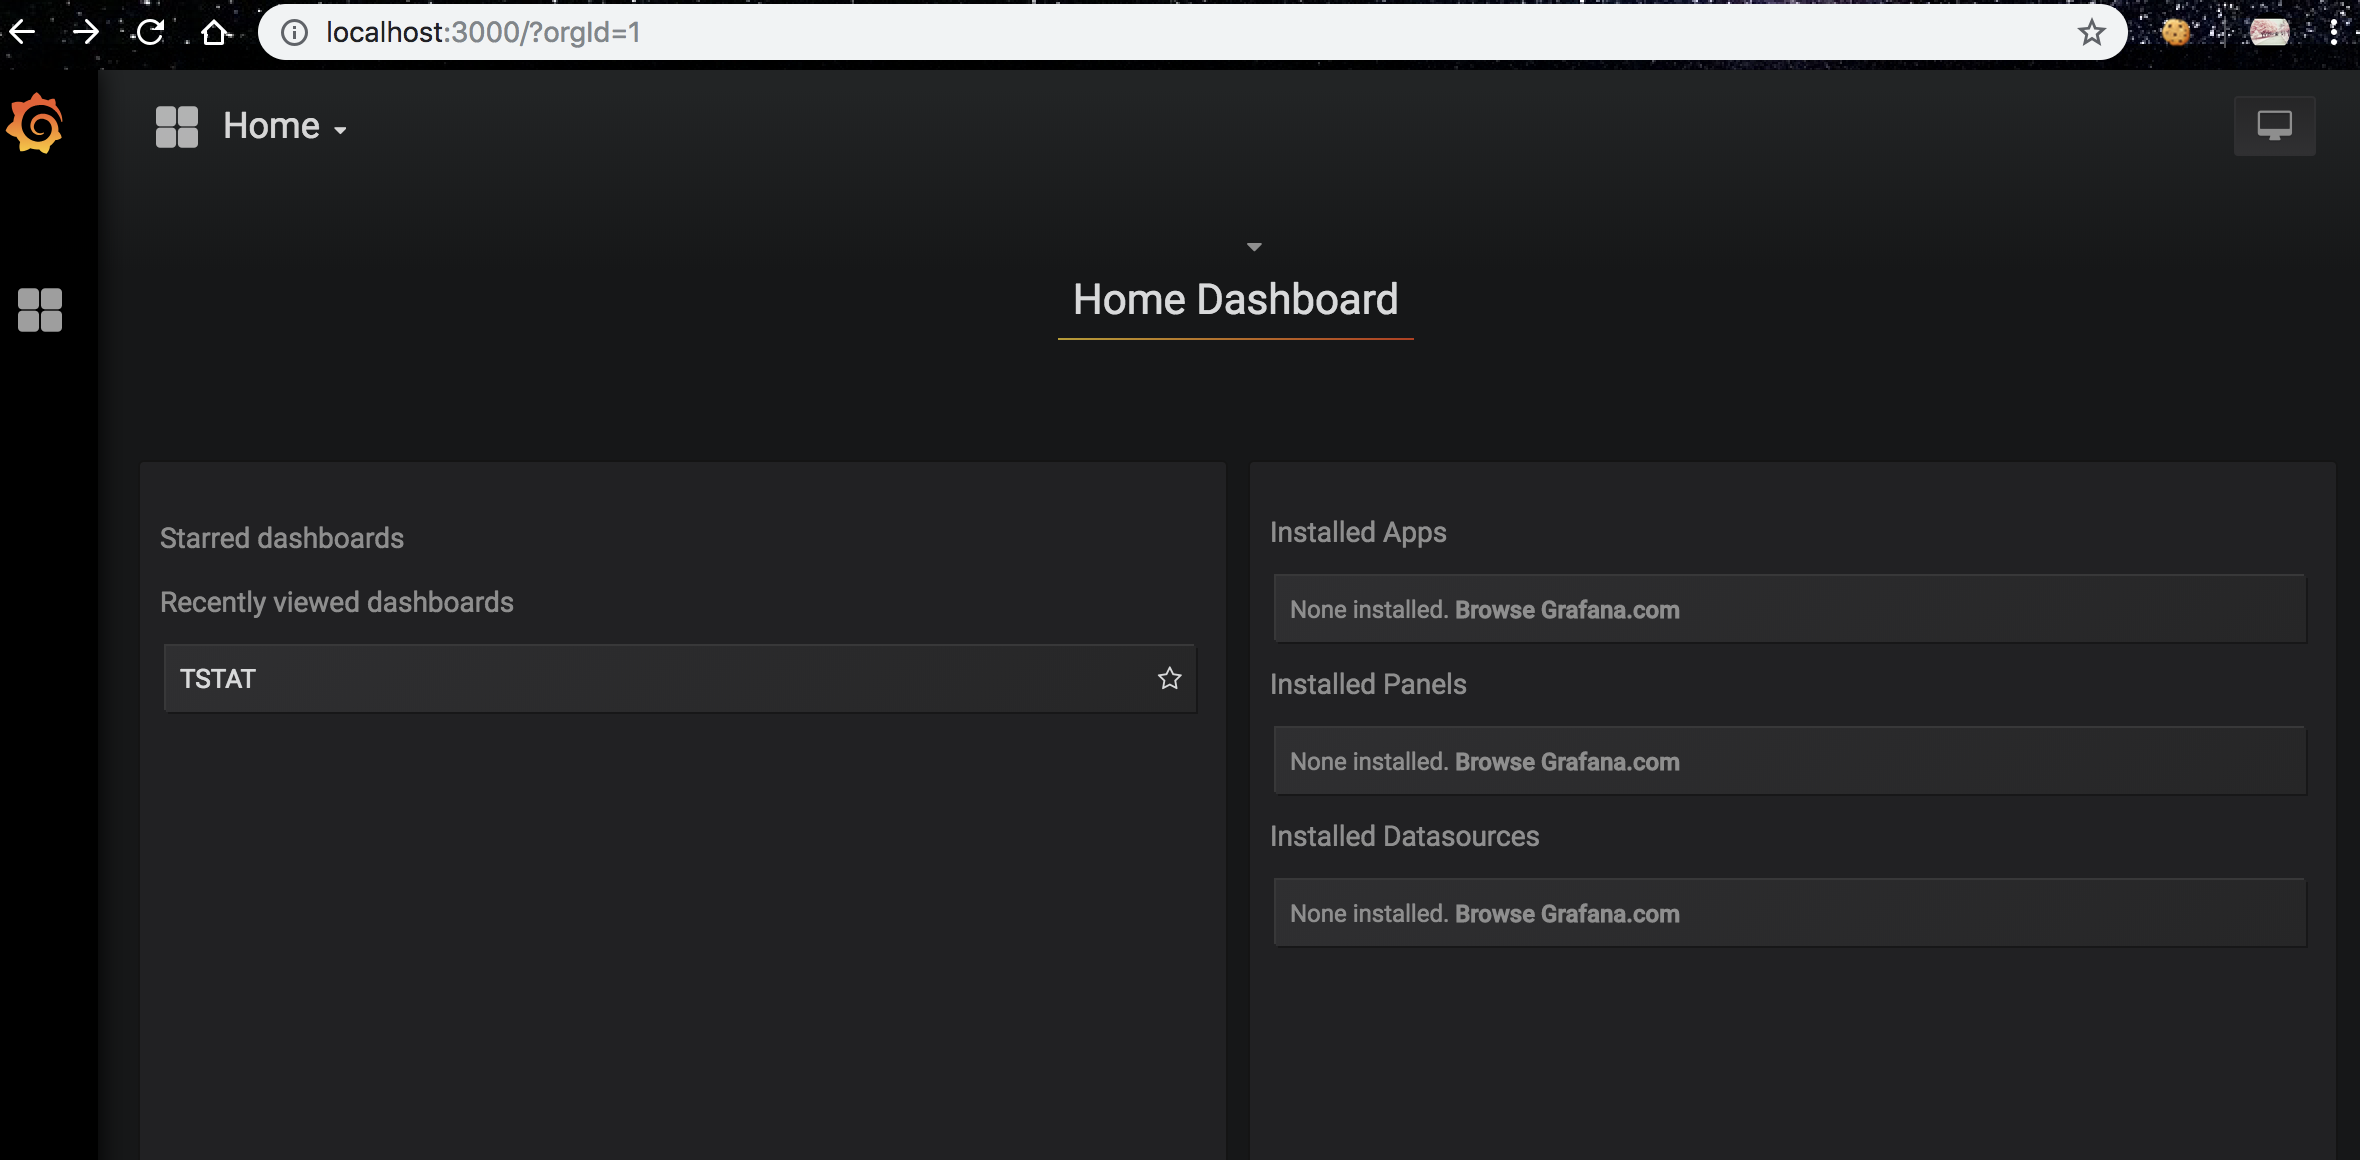 localhost:3000/?orgId=1
Home
Home Dashboard
Starred dashboards
Recently viewed dashboards
TSTAT
Installed Apps
None installed. Browse Grafana.com
Installed Panels
None installed. Browse Grafana.com
Installed Datasources
None installed. Browse Grafana.com